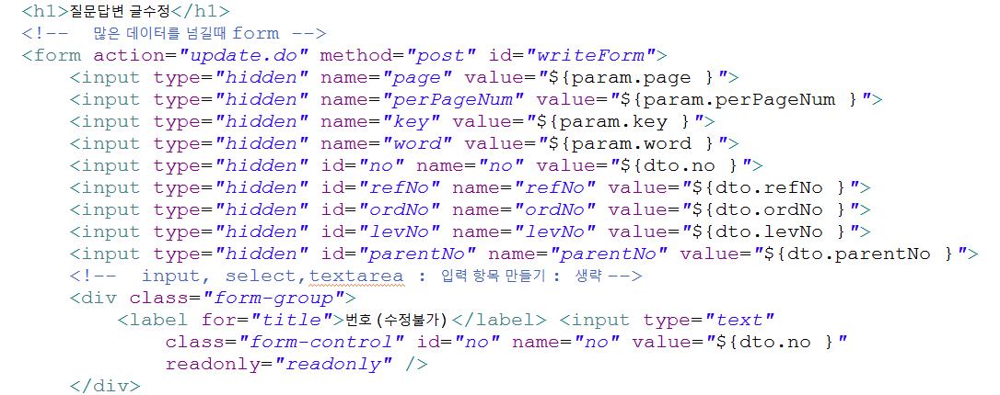 <h1>질문답변 글수정</h1>
<!--  많은 데이터를 넘길때 form -->
<form action="update.do" method="post" id="writeForm">
<input type="hidden" name="page" value="${param.page }">
<input type="hidden" name="perPageNum" value="${param.perPageNum }">
<input type="hidden" name="key" value="${param.key }">
<input type="hidden" name="word" value="${param.word }">
<input type="hidden" id="no" name="no" value="${dto.no }">
<input type="hidden" id="refNo" name="refNo" value="${dto.refNo }">
<input type="hidden" id="ordNo" name="ordNo" value="${dto.ordNo }">
<input type="hidden" id="levNo" name="levNo" value="${dto.levNo }">
<input type="hidden" id="parentNo" name="parentNo" value="${dto.parentNo }">
<!--  input, select,textarea : 입력 항목 만들기 : 생략 -->
<div class="form-group">
<label for="title">번호(수정불가)</label> <input type="text"
class="form-control" id="no" name="no" value="${dto.no }"
readonly="readonly" />
</div>